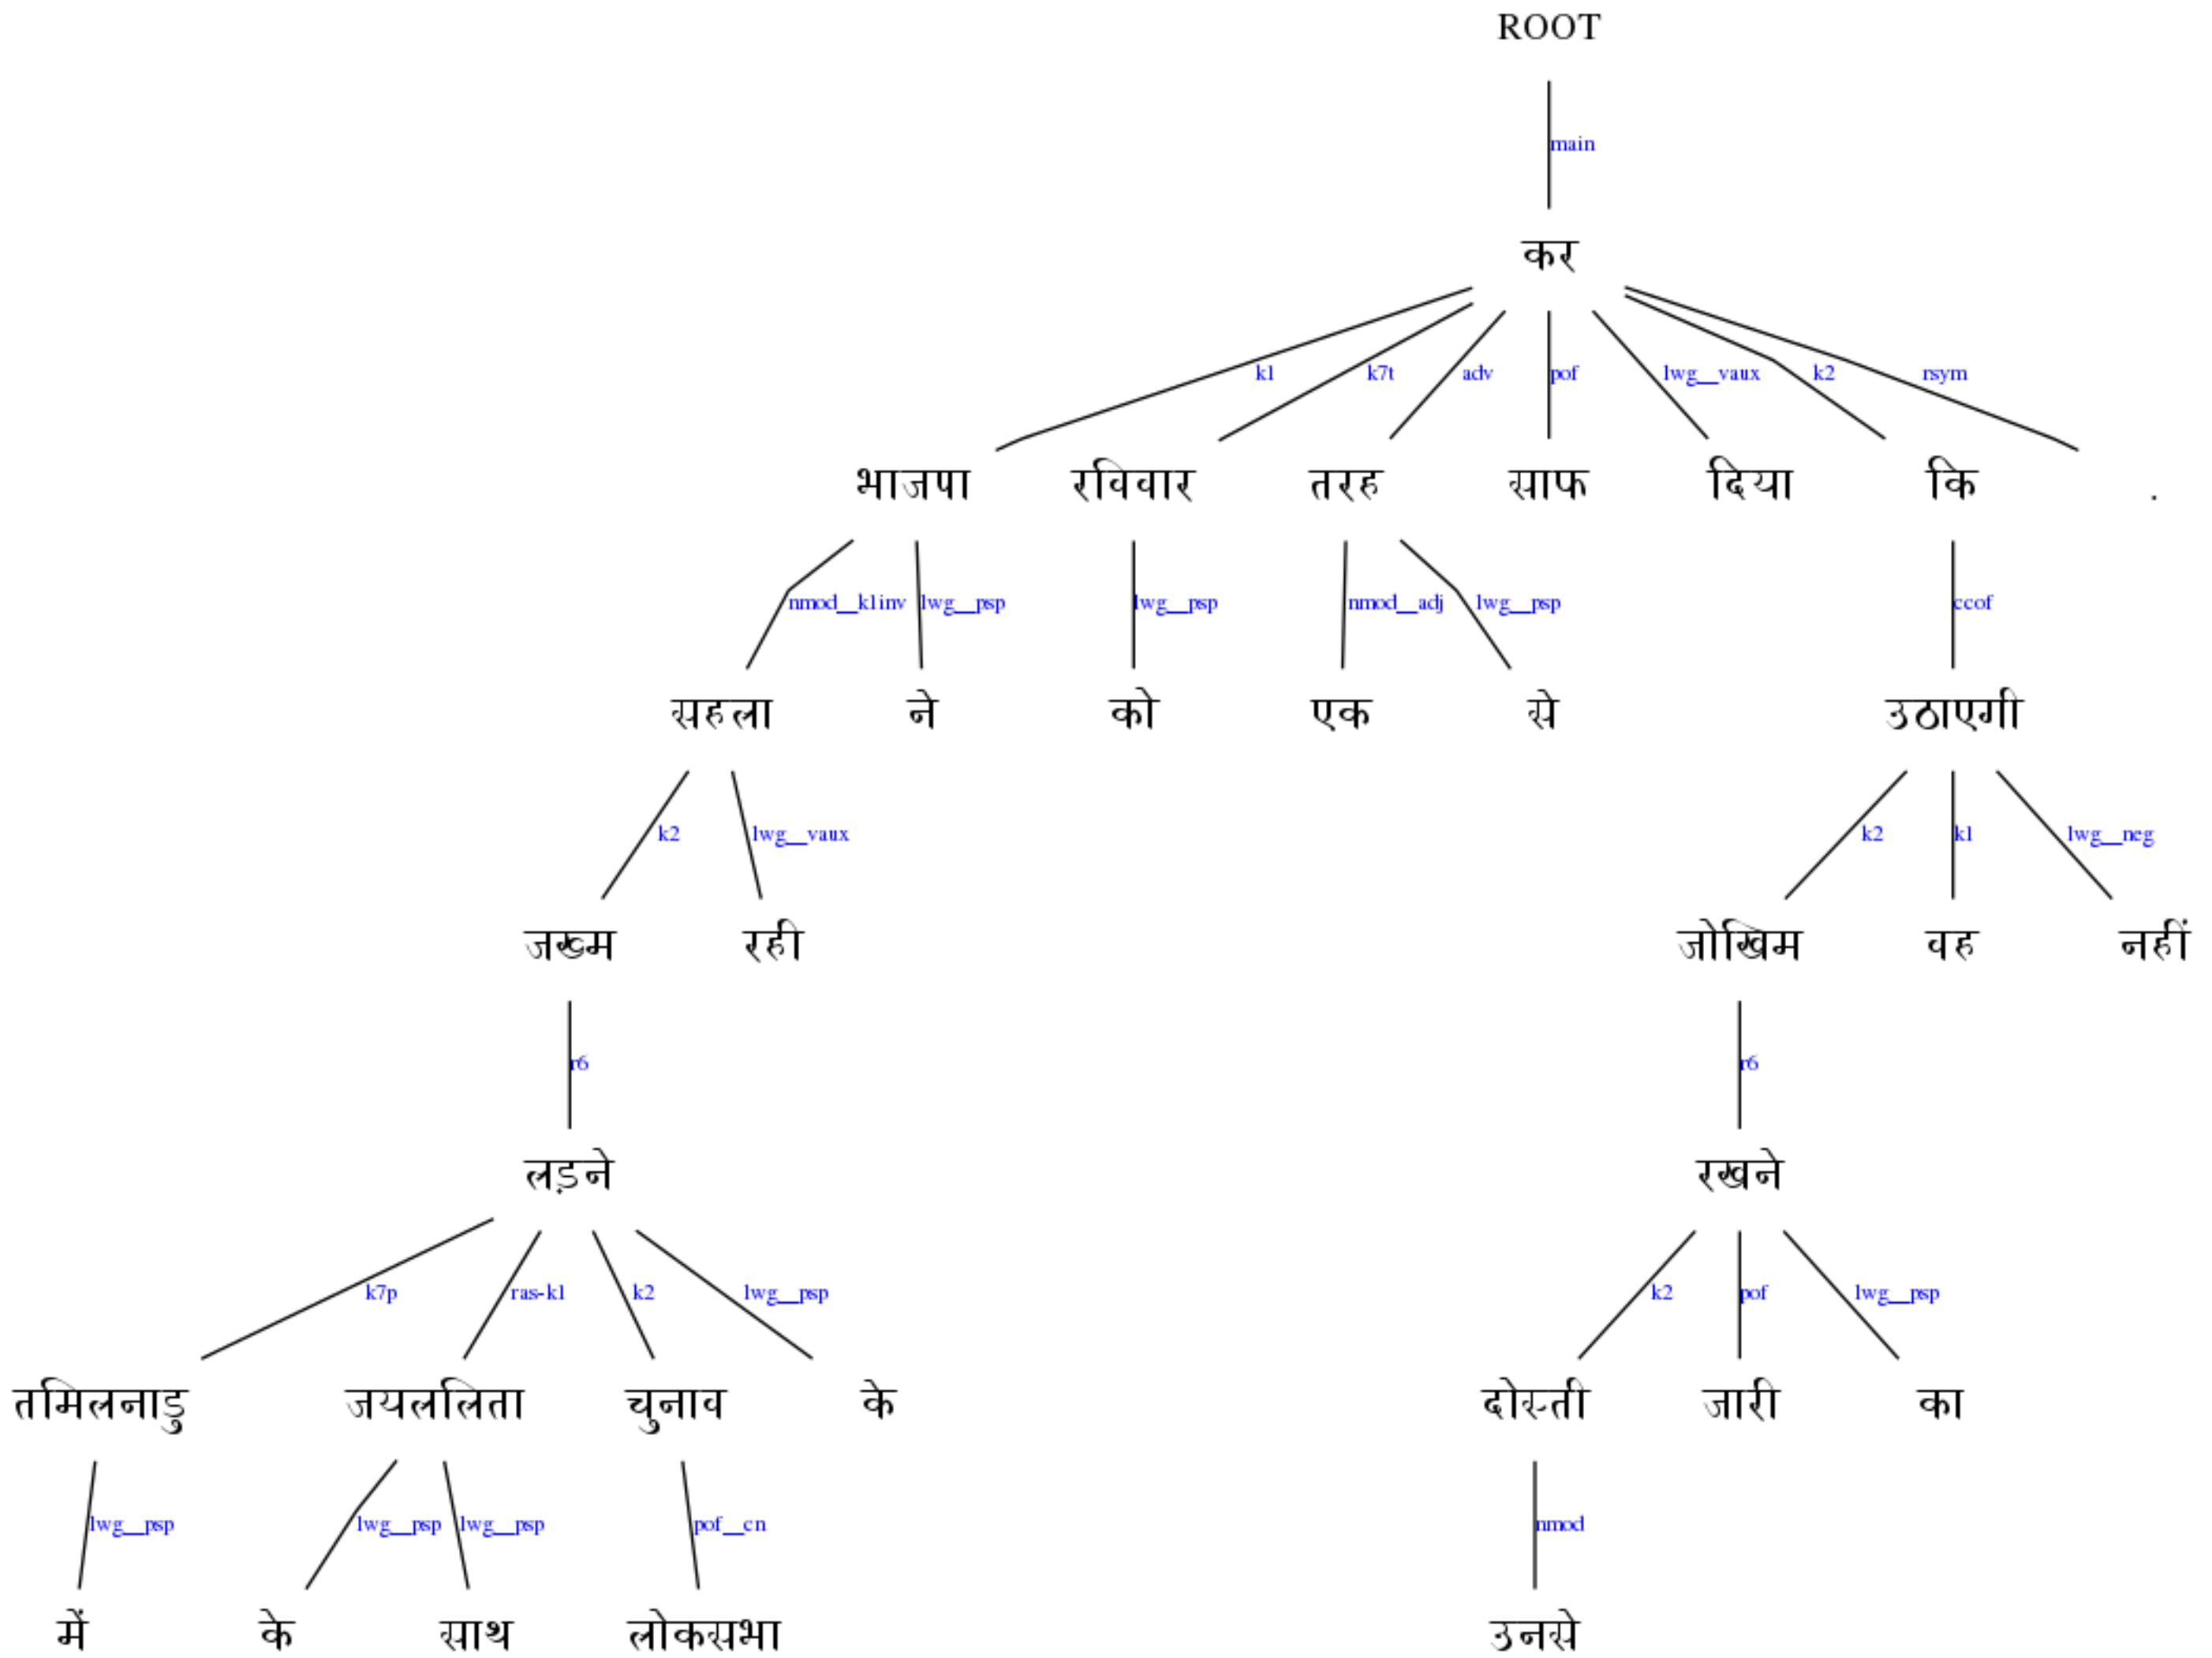 ROOT
main
कर
k1 k7t adv pof lwg__vaux k2 rsym
भाजपा रविवार तरह साफ दिया कि .
nmod__k1inv lwg__psp lwg__psp nmod__adj lwg__psp ccof
सहला ने को एक से उठाएगी
k2 lwg__vaux k2 k1 lwg__neg
जख्म रही जोखिम वह नहीं
r6 r6
लड़ने रखने
k7p ras-k1 k2 lwg__psp k2 pof lwg__psp
तमिलनाडु जयललिता चुनाव के दोस्ती जारी का
lwg__psp lwg__psp lwg__psp pof__cn nmod
में के साथ लोकसभा उनसे